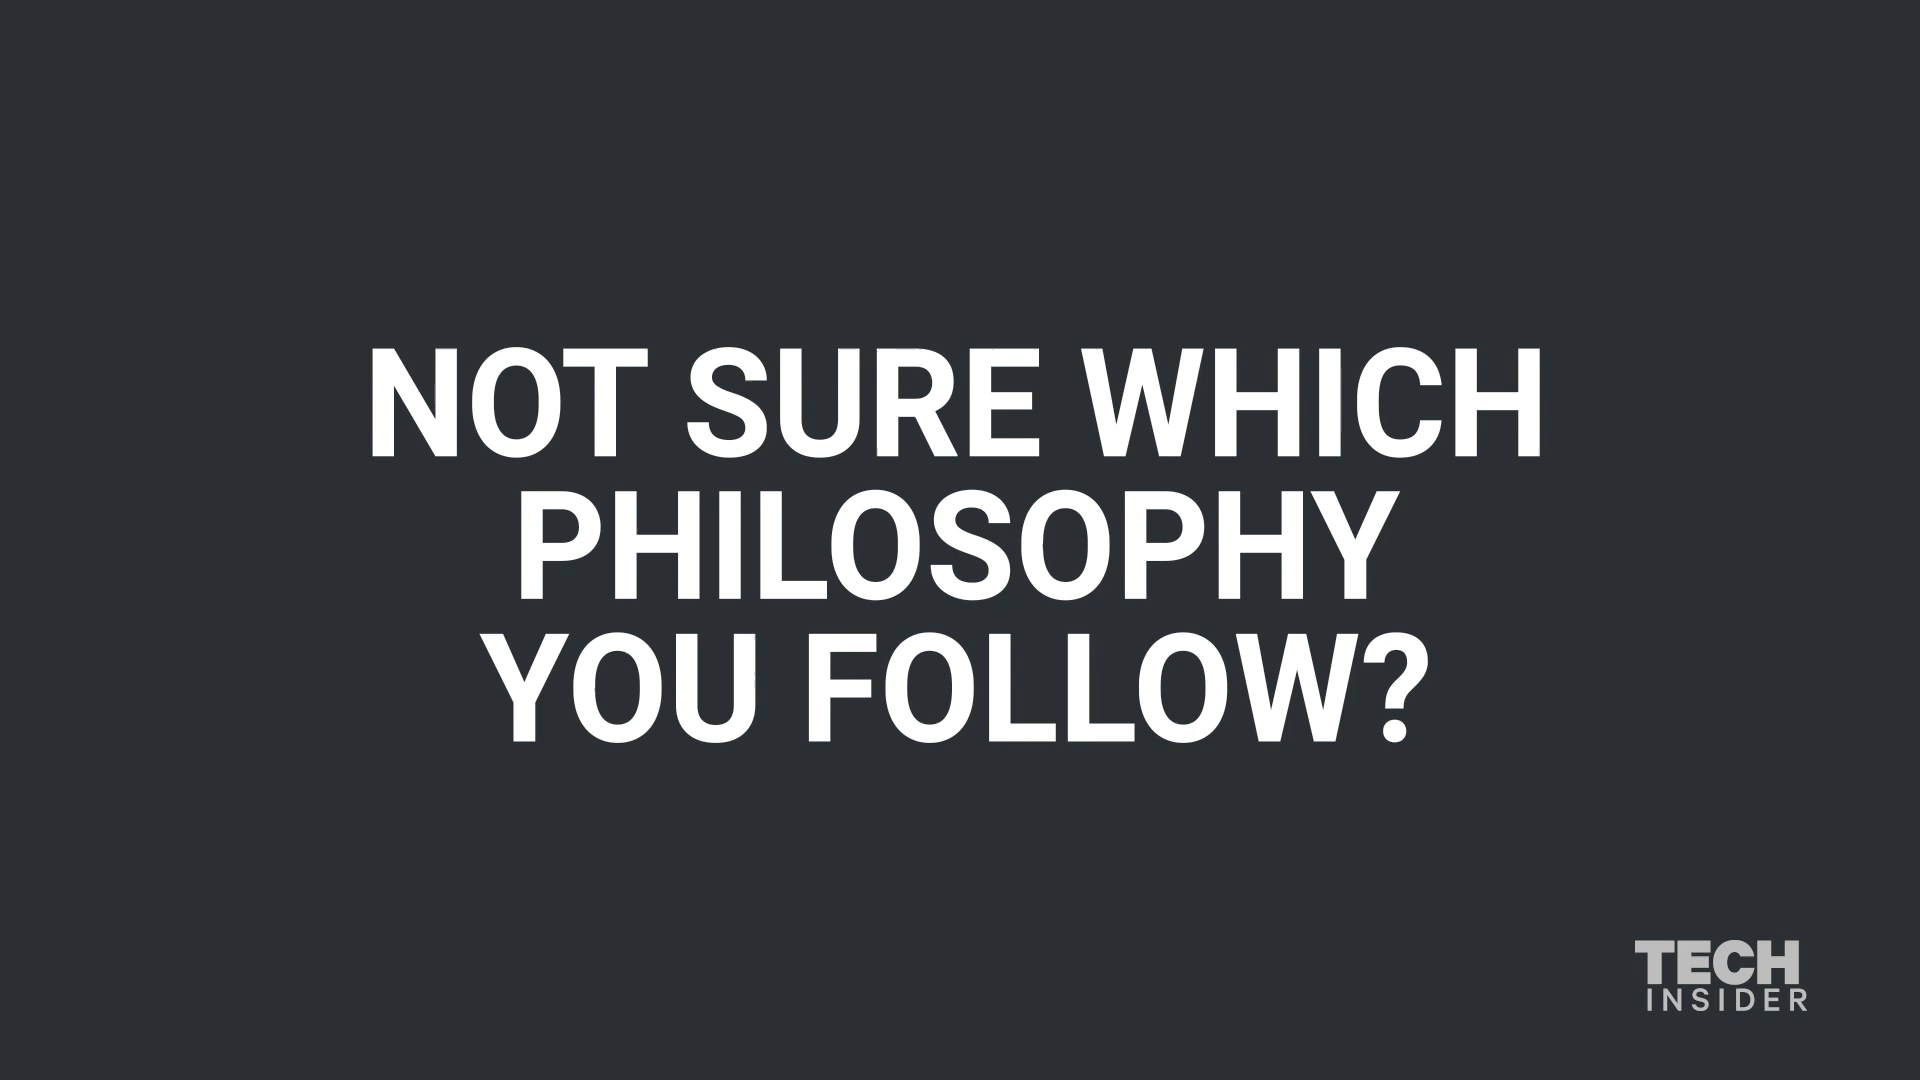 NOT SURE WHICH
PHILOSOPHY
YOU FOLLOW?
TECH
INSIDER